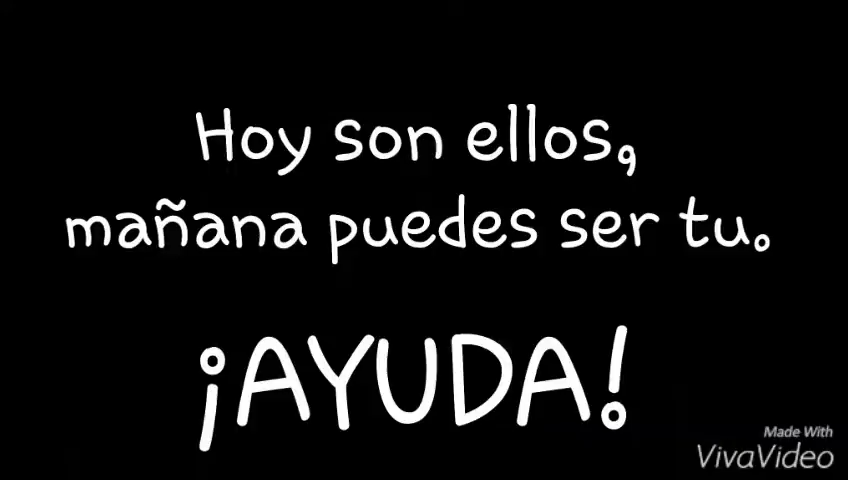 Hoy son ellos,
mañana puedes ser tu.
¡AYUDA!
Made With
VivaVideo